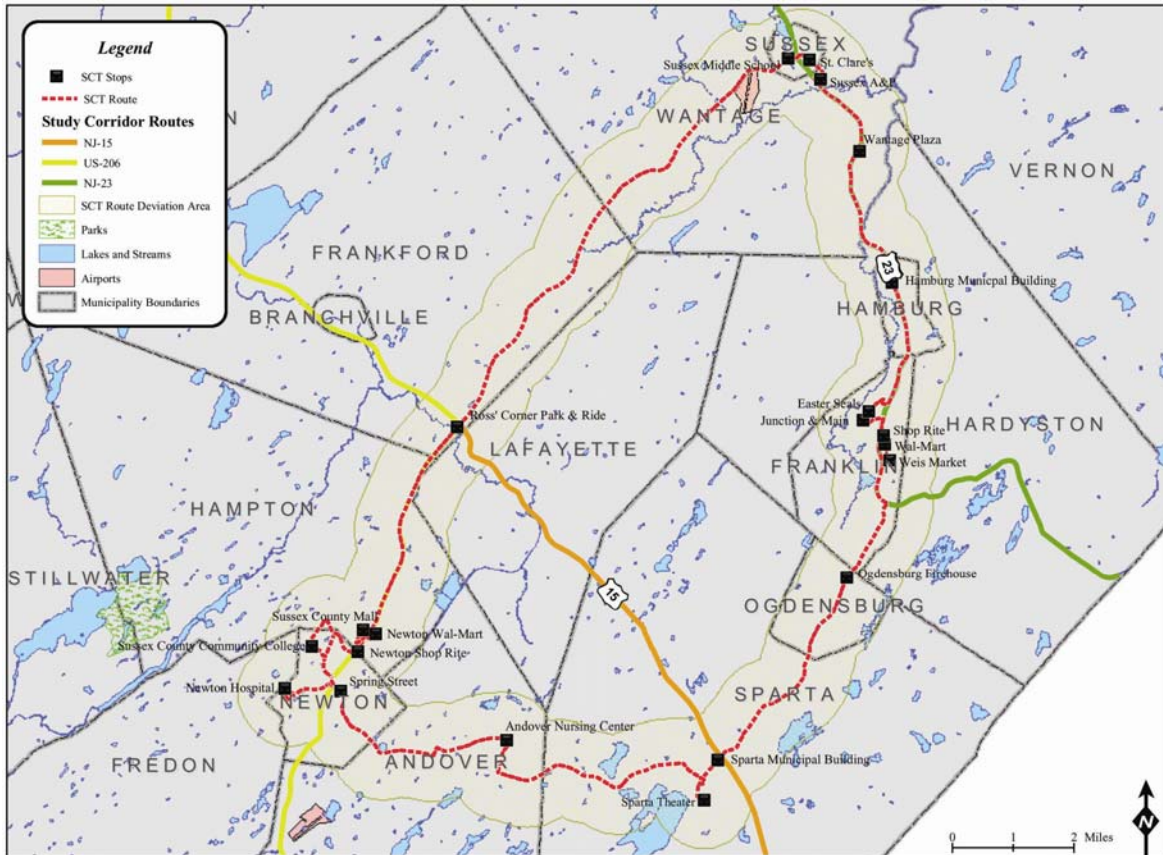 Legend
SCT Stops
SCT Route
Study Corridor Routes
NJ-15
US-206
NJ-23
SCT Route Deviation Area
Parks
Lakes and Streams
Airports
Municipality Boundaries
SUSSEX
Sussex Middle School
St. Clare's
Sussex A&P
WANTAGE
Wantage Plaza
VERNON
FRANKFORD
23
Hamburg Municpal Building
HAMBURG
BRANCHVILLE
Ross' Corner Park & Ride
LAFAYETTE
Easter Seals
Junction & Main
HARDYSTON
Shop Rite
Wal-Mart
FRANKLIN
Weis Market
HAMPTON
STILLWATER
15
Ogdensburg Firehouse
OGDENSBURG
Sussex County Mall
Newton Wal-Mart
Sussex County Community College
Newton Shop Rite
Newton Hospital
Spring Street
NEWTON
SPARTA
Andover Nursing Center
ANDOVER
FREDON
Sparta Municipal Building
Sparta Theater
0 1 2 Miles
N